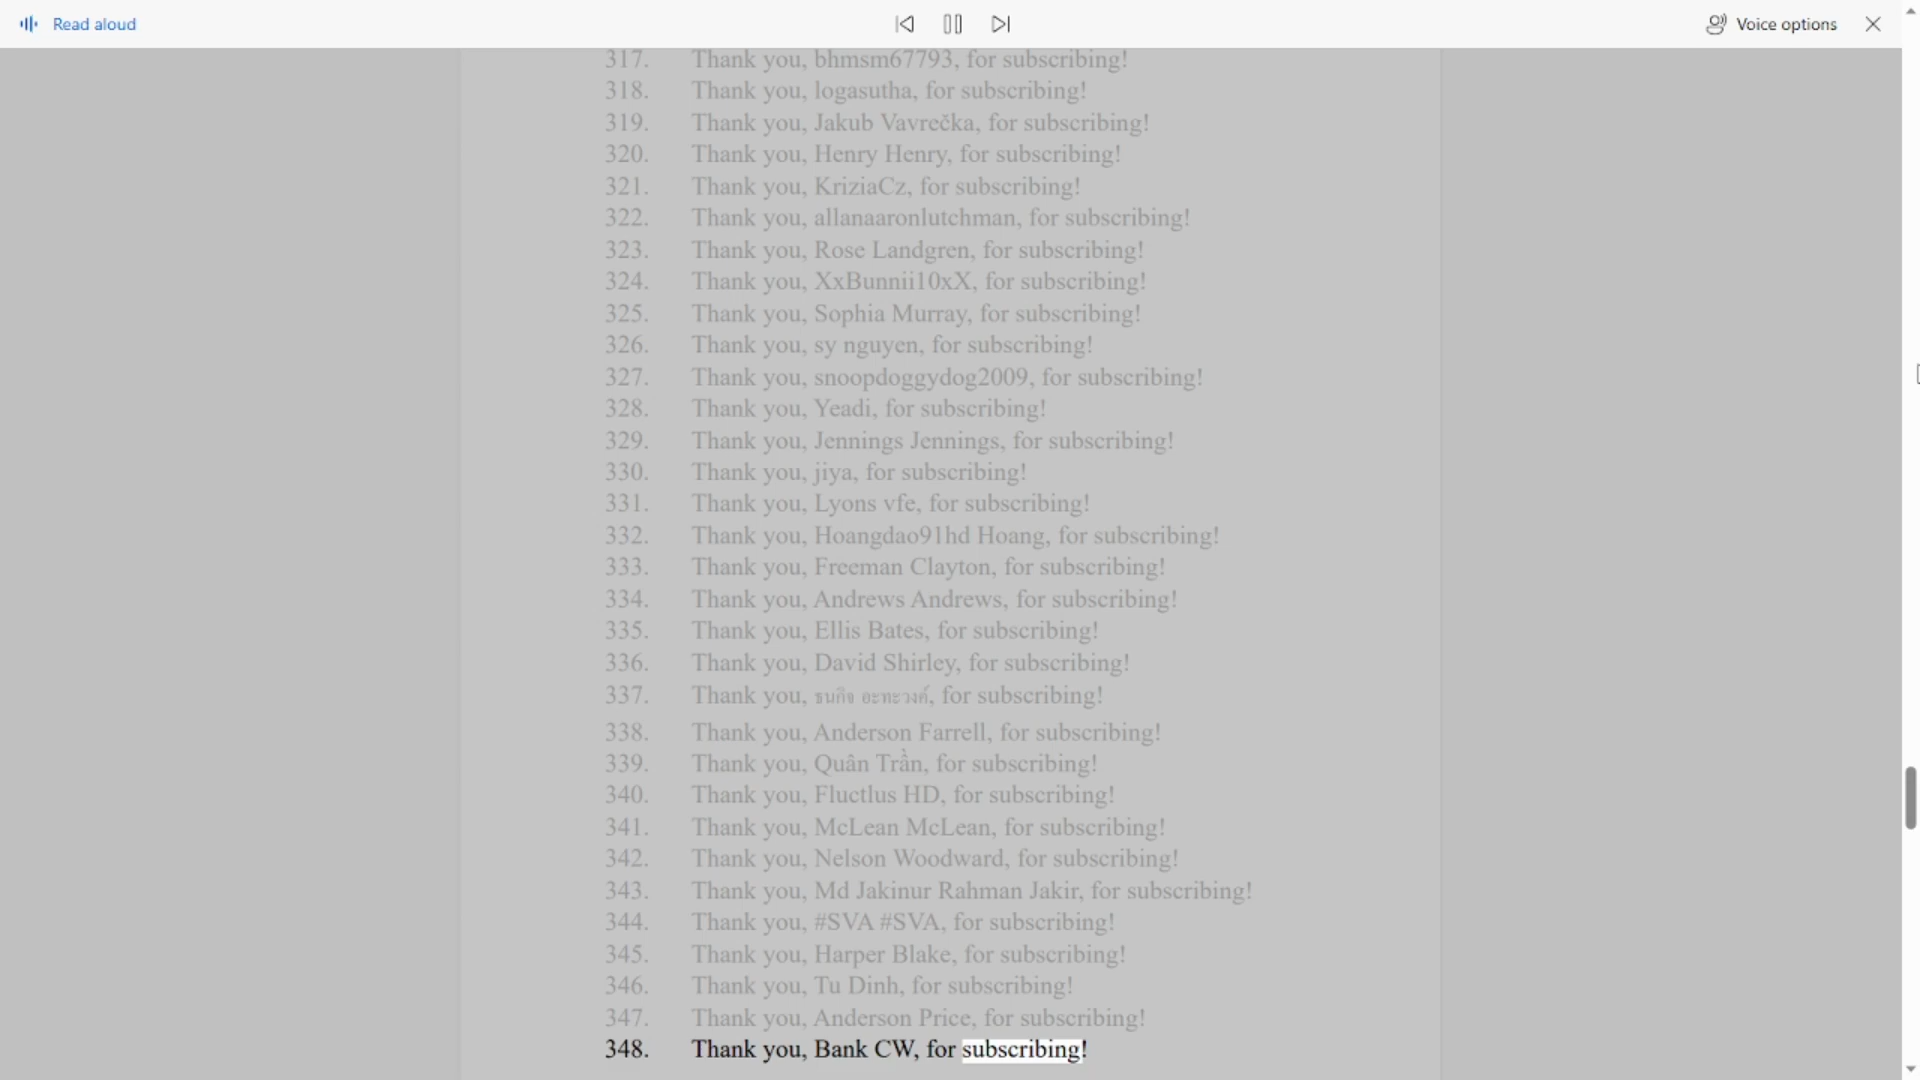 Read aloud
Voice options
317. Thank you, bhmsm67793, for subscribing!
318. Thank you, logasutha, for subscribing!
319. Thank you, Jakub Vavrečka, for subscribing!
320. Thank you, Henry Henry, for subscribing!
321. Thank you, KriziaCz, for subscribing!
322. Thank you, allanaaronlutchman, for subscribing!
323. Thank you, Rose Landgren, for subscribing!
324. Thank you, XxBunnii10xX, for subscribing!
325. Thank you, Sophia Murray, for subscribing!
326. Thank you, sy nguyen, for subscribing!
327. Thank you, snoopdoggydog2009, for subscribing!
328. Thank you, Yeadi, for subscribing!
329. Thank you, Jennings Jennings, for subscribing!
330. Thank you, jiya, for subscribing!
331. Thank you, Lyons vfe, for subscribing!
332. Thank you, Hoangdao91hd Hoang, for subscribing!
333. Thank you, Freeman Clayton, for subscribing!
334. Thank you, Andrews Andrews, for subscribing!
335. Thank you, Ellis Bates, for subscribing!
336. Thank you, David Shirley, for subscribing!
337. Thank you, ธนกิจ อะทะวงค์, for subscribing!
338. Thank you, Anderson Farrell, for subscribing!
339. Thank you, Quân Trần, for subscribing!
340. Thank you, Fluctlus HD, for subscribing!
341. Thank you, McLean McLean, for subscribing!
342. Thank you, Nelson Woodward, for subscribing!
343. Thank you, Md Jakinur Rahman Jakir, for subscribing!
344. Thank you, #SVA #SVA, for subscribing!
345. Thank you, Harper Blake, for subscribing!
346. Thank you, Tu Dinh, for subscribing!
347. Thank you, Anderson Price, for subscribing!
348. Thank you, Bank CW, for subscribing!